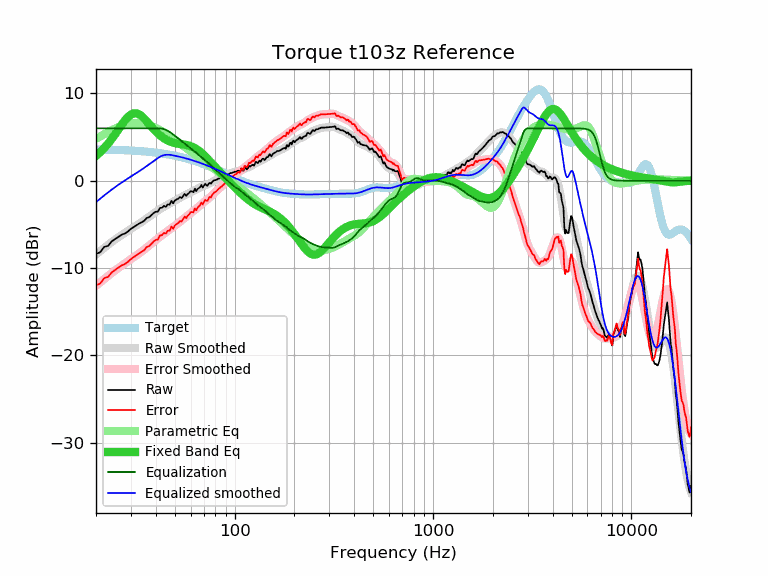 Torque t103z Reference
Amplitude (dBr)
10
0
−10
−20
−30
Target
Raw Smoothed
Error Smoothed
Raw
Error
Parametric Eq
Fixed Band Eq
Equalization
Equalized smoothed
100
1000
10000
Frequency (Hz)